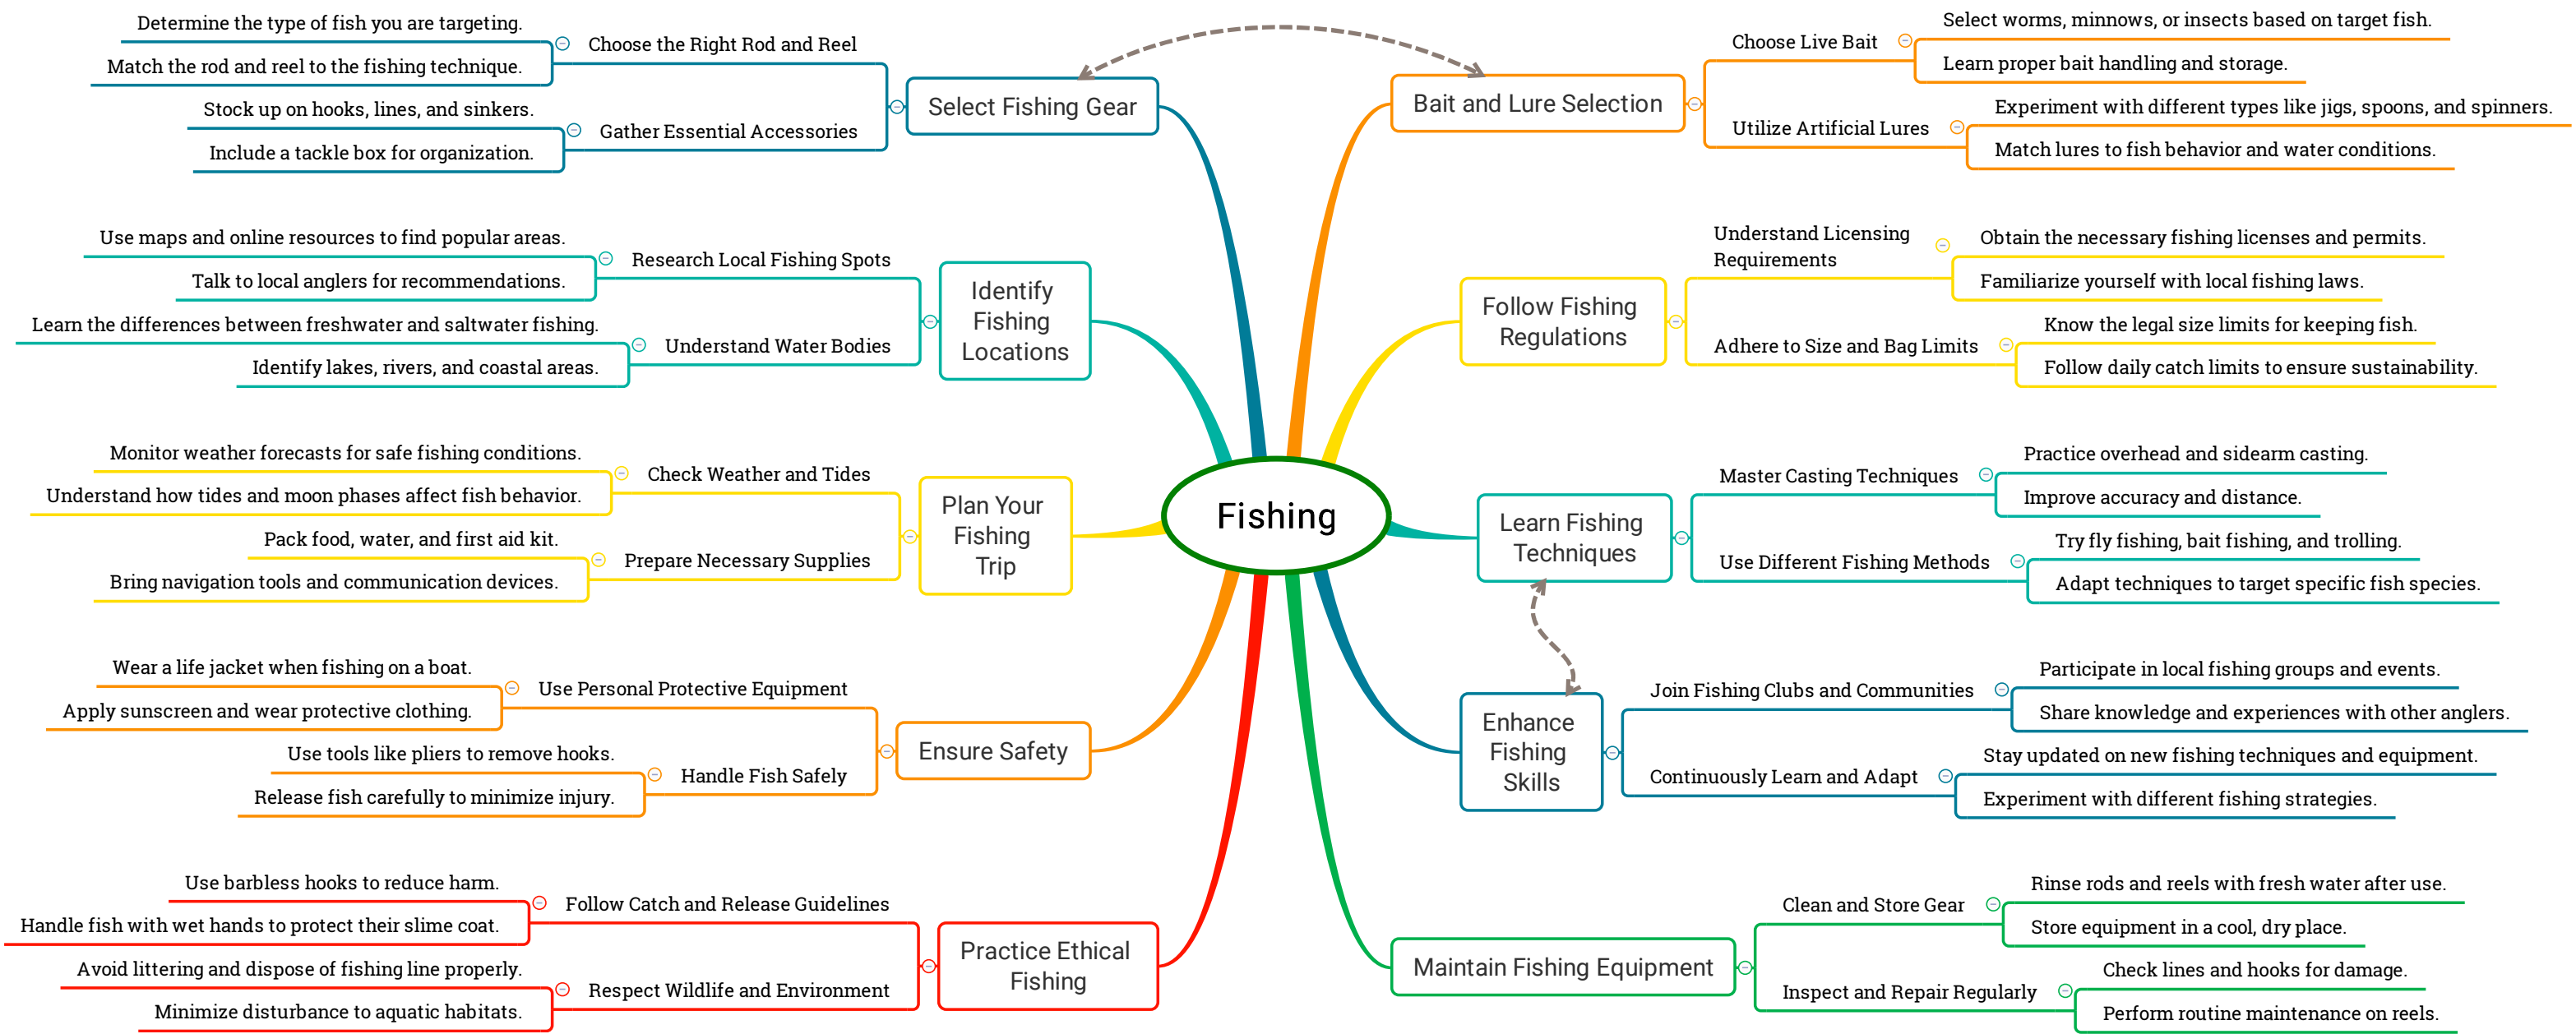 Fishing
Select Fishing Gear
Choose the Right Rod and Reel
Determine the type of fish you are targeting.
Match the rod and reel to the fishing technique.
Gather Essential Accessories
Stock up on hooks, lines, and sinkers.
Include a tackle box for organization.
Identify
Fishing
Locations
Research Local Fishing Spots
Use maps and online resources to find popular areas.
Talk to local anglers for recommendations.
Understand Water Bodies
Learn the differences between freshwater and saltwater fishing.
Identify lakes, rivers, and coastal areas.
Plan Your
Fishing
Trip
Check Weather and Tides
Monitor weather forecasts for safe fishing conditions.
Understand how tides and moon phases affect fish behavior.
Prepare Necessary Supplies
Pack food, water, and first aid kit.
Bring navigation tools and communication devices.
Ensure Safety
Use Personal Protective Equipment
Wear a life jacket when fishing on a boat.
Apply sunscreen and wear protective clothing.
Handle Fish Safely
Use tools like pliers to remove hooks.
Release fish carefully to minimize injury.
Practice Ethical
Fishing
Follow Catch and Release Guidelines
Use barbless hooks to reduce harm.
Handle fish with wet hands to protect their slime coat.
Respect Wildlife and Environment
Avoid littering and dispose of fishing line properly.
Minimize disturbance to aquatic habitats.
Bait and Lure Selection
Choose Live Bait
Select worms, minnows, or insects based on target fish.
Learn proper bait handling and storage.
Utilize Artificial Lures
Experiment with different types like jigs, spoons, and spinners.
Match lures to fish behavior and water conditions.
Follow Fishing
Regulations
Understand Licensing
Requirements
Obtain the necessary fishing licenses and permits.
Familiarize yourself with local fishing laws.
Adhere to Size and Bag Limits
Know the legal size limits for keeping fish.
Follow daily catch limits to ensure sustainability.
Learn Fishing
Techniques
Master Casting Techniques
Practice overhead and sidearm casting.
Improve accuracy and distance.
Use Different Fishing Methods
Try fly fishing, bait fishing, and trolling.
Adapt techniques to target specific fish species.
Enhance
Fishing
Skills
Join Fishing Clubs and Communities
Participate in local fishing groups and events.
Share knowledge and experiences with other anglers.
Continuously Learn and Adapt
Stay updated on new fishing techniques and equipment.
Experiment with different fishing strategies.
Maintain Fishing Equipment
Clean and Store Gear
Rinse rods and reels with fresh water after use.
Store equipment in a cool, dry place.
Inspect and Repair Regularly
Check lines and hooks for damage.
Perform routine maintenance on reels.